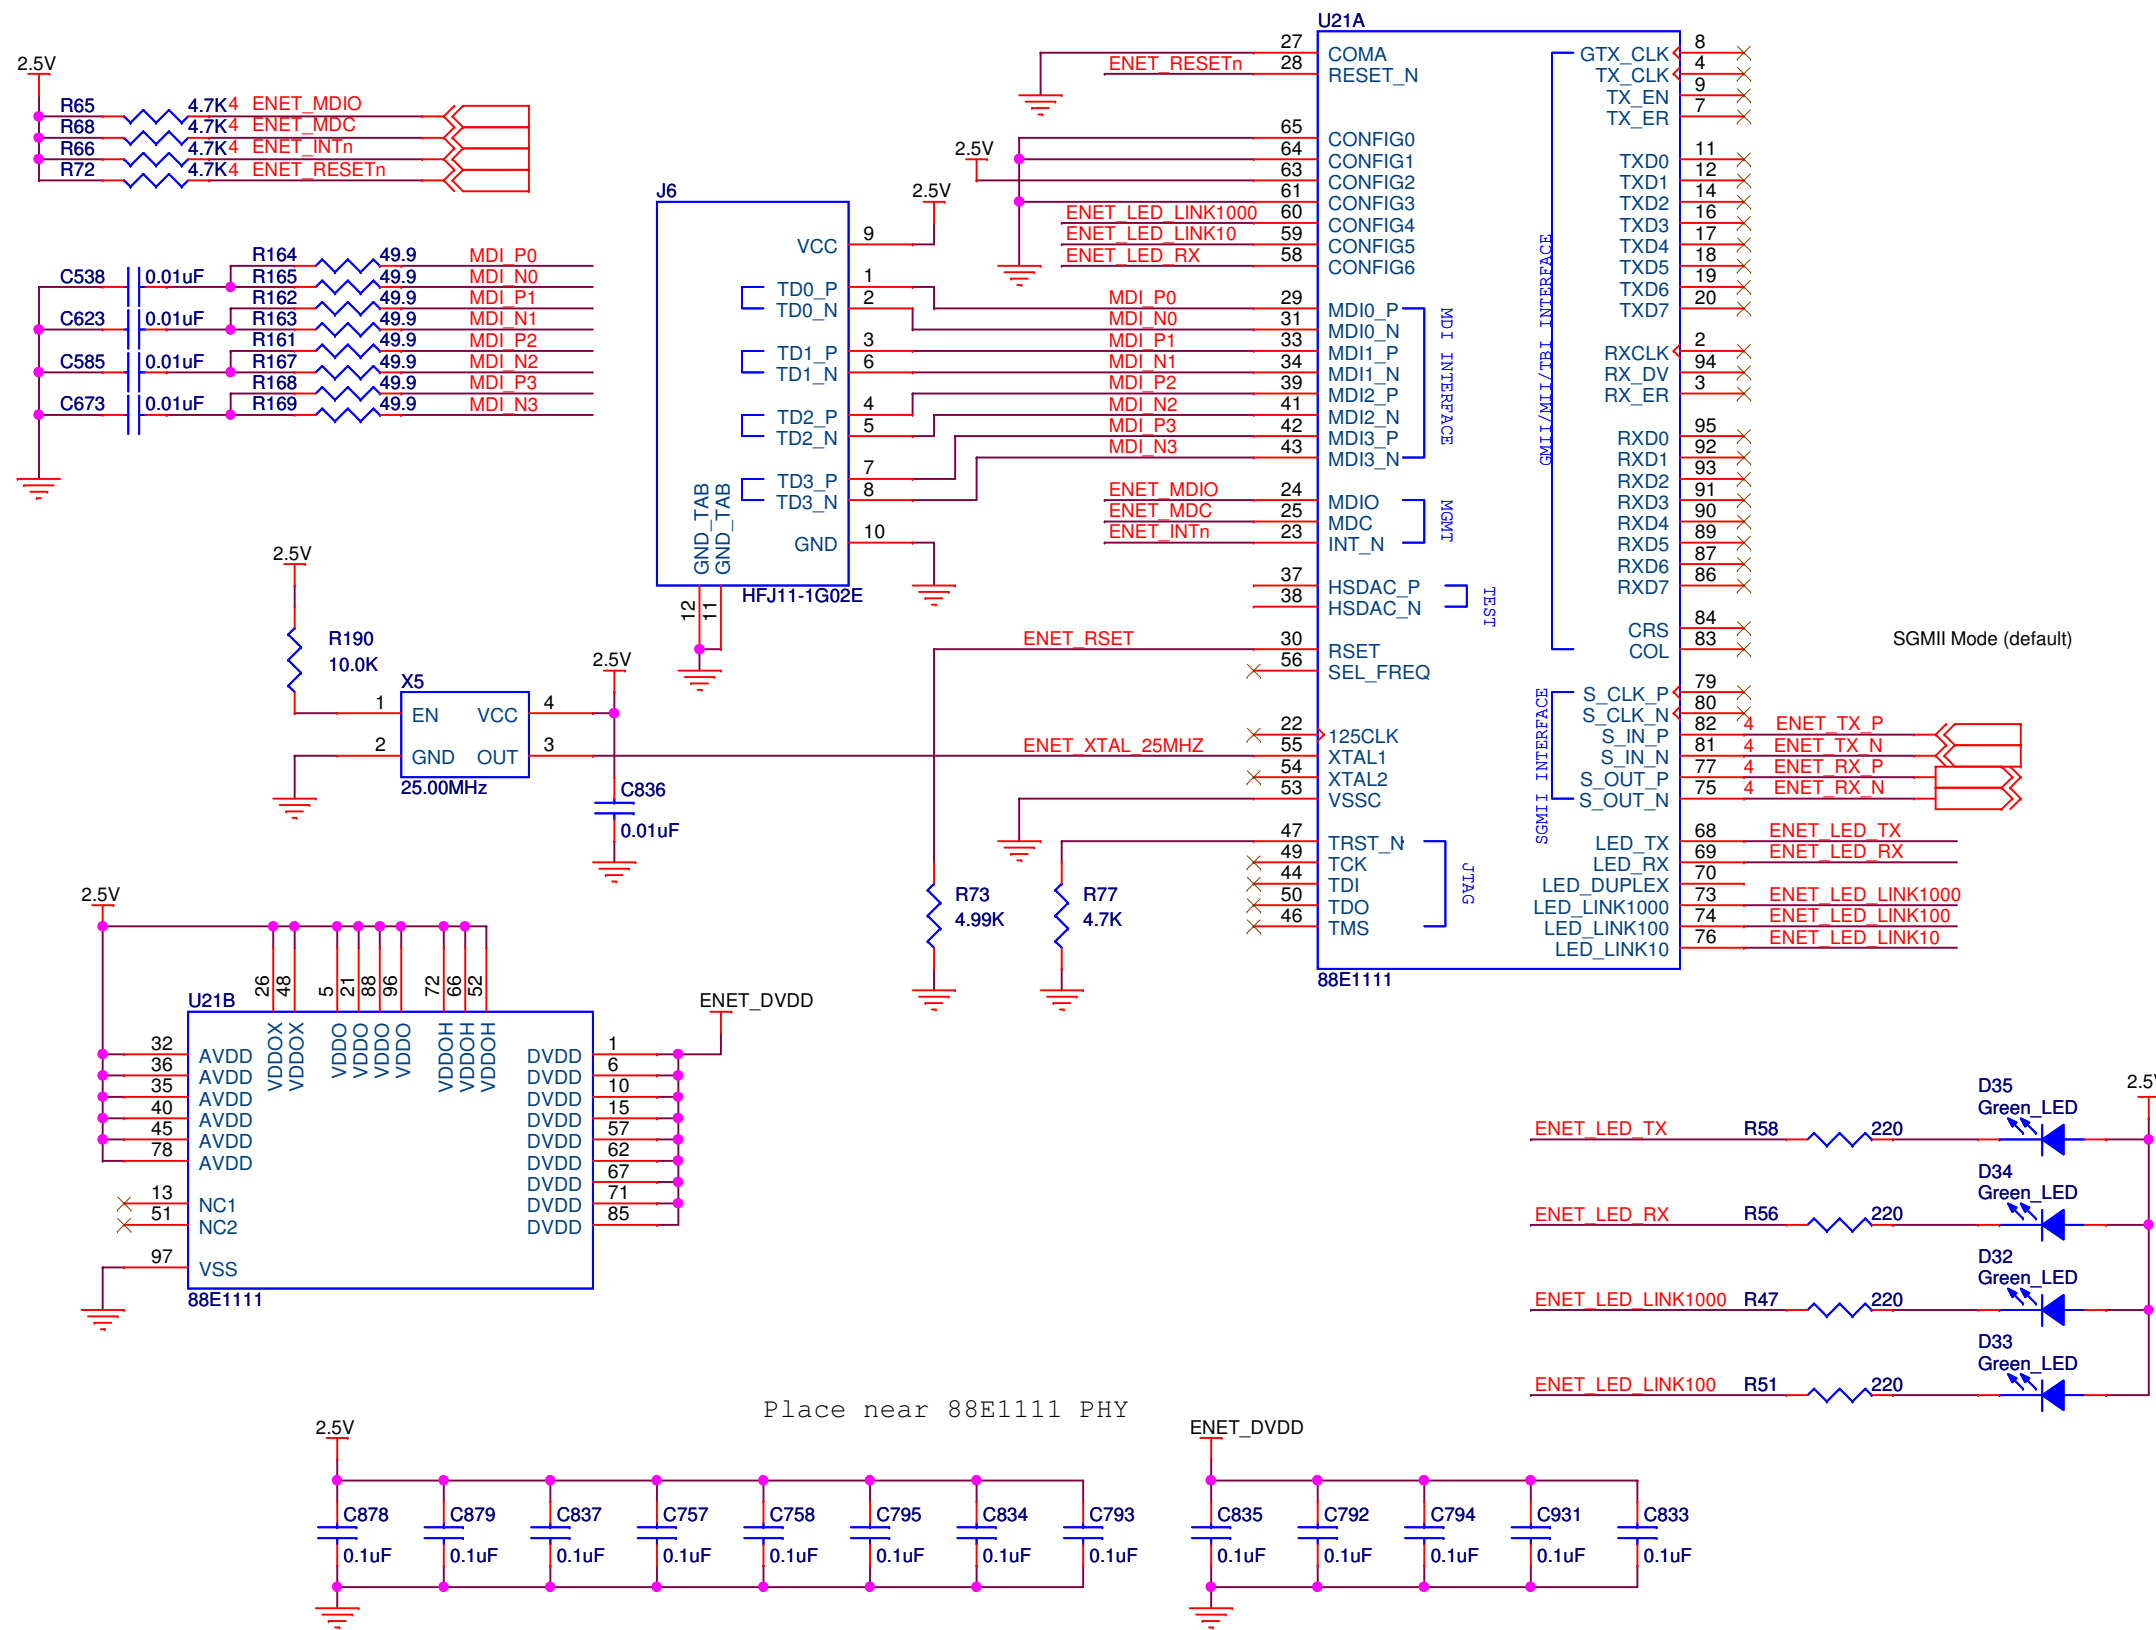 2.5V
R65 4.7K 4 ENET_MDIO
R68 4.7K 4 ENET_MDC
R66 4.7K 4 ENET_INTn
R72 4.7K 4 ENET_RESETn
C538 0.01uF R164 49.9 MDI_P0
R165 49.9 MDI_N0
C623 0.01uF R162 49.9 MDI_P1
R163 49.9 MDI_N1
C585 0.01uF R161 49.9 MDI_P2
R167 49.9 MDI_N2
C673 0.01uF R168 49.9 MDI_P3
R169 49.9 MDI_N3
J6
2.5V
VCC 9
TD0_P 1
TD0_N 2
TD1_P 3
TD1_N 6
TD2_P 4
TD2_N 5
TD3_P 7
TD3_N 8
GND 10
GND_TAB 12
GND_TAB 11
HFJ11-1G02E
2.5V
R190
10.0K
X5
1 EN VCC 4
2 GND OUT 3
25.00MHz
2.5V
C836
0.01uF
U21A
27 COMA
ENET_RESETn 28 RESET_N
2.5V
65 CONFIG0
64 CONFIG1
63 CONFIG2
61 CONFIG3
ENET_LED_LINK1000 60 CONFIG4
ENET_LED_LINK10 59 CONFIG5
ENET_LED_RX 58 CONFIG6
MDI_P0 29 MDI0_P
MDI_N0 31 MDI0_N
MDI_P1 33 MDI1_P
MDI_N1 34 MDI1_N
MDI_P2 39 MDI2_P
MDI_N2 41 MDI2_N
MDI_P3 42 MDI3_P
MDI_N3 43 MDI3_N
MDI INTERFACE
ENET_MDIO 24 MDIO
ENET_MDC 25 MDC
ENET_INTn 23 INT_N
MGMT
37 HSDAC_P
38 HSDAC_N
TEST
ENET_RSET 30 RSET
56 SEL_FREQ
22 125CLK
ENET_XTAL_25MHZ 55 XTAL1
54 XTAL2
53 VSSC
47 TRST_N
49 TCK
44 TDI
50 TDO
46 TMS
JTAG
88E1111
R73
4.99K
R77
4.7K
GTX_CLK 8
TX_CLK 4
TX_EN 9
TX_ER 7
TXD0 11
TXD1 12
TXD2 14
TXD3 16
TXD4 17
TXD5 18
TXD6 19
TXD7 20
RXCLK 2
RX_DV 94
RX_ER 3
RXD0 95
RXD1 92
RXD2 93
RXD3 91
RXD4 90
RXD5 89
RXD6 87
RXD7 86
CRS 84
COL 83
GMII/MII/TBI INTERFACE
SGMII Mode (default)
S_CLK_P 79
S_CLK_N 80
S_IN_P 82 4 ENET_TX_P
S_IN_N 81 4 ENET_TX_N
S_OUT_P 77 4 ENET_RX_P
S_OUT_N 75 4 ENET_RX_N
SGMII INTERFACE
LED_TX 68 ENET_LED_TX
LED_RX 69 ENET_LED_RX
LED_DUPLEX 70
LED_LINK1000 73 ENET_LED_LINK1000
LED_LINK100 74 ENET_LED_LINK100
LED_LINK10 76 ENET_LED_LINK10
2.5V
26 VDDOX
48 VDDOX
5 VDDO
21 VDDO
88 VDDO
96 VDDO
72 VDDOH
66 VDDOH
52 VDDOH
U21B
ENET_DVDD
32 AVDD DVDD 1
36 AVDD DVDD 6
35 AVDD DVDD 10
40 AVDD DVDD 15
45 AVDD DVDD 57
78 AVDD DVDD 62
DVDD 67
13 NC1 DVDD 71
51 NC2 DVDD 85
97 VSS
88E1111
2.5V
D35
Green_LED
ENET_LED_TX R58 220
D34
Green_LED
ENET_LED_RX R56 220
D32
Green_LED
ENET_LED_LINK1000 R47 220
D33
Green_LED
ENET_LED_LINK100 R51 220
Place near 88E1111 PHY
2.5V ENET_DVDD
C878 C879 C837 C757 C758 C795 C834 C793 C835 C792 C794 C931 C833
0.1uF 0.1uF 0.1uF 0.1uF 0.1uF 0.1uF 0.1uF 0.1uF 0.1uF 0.1uF 0.1uF 0.1uF 0.1uF